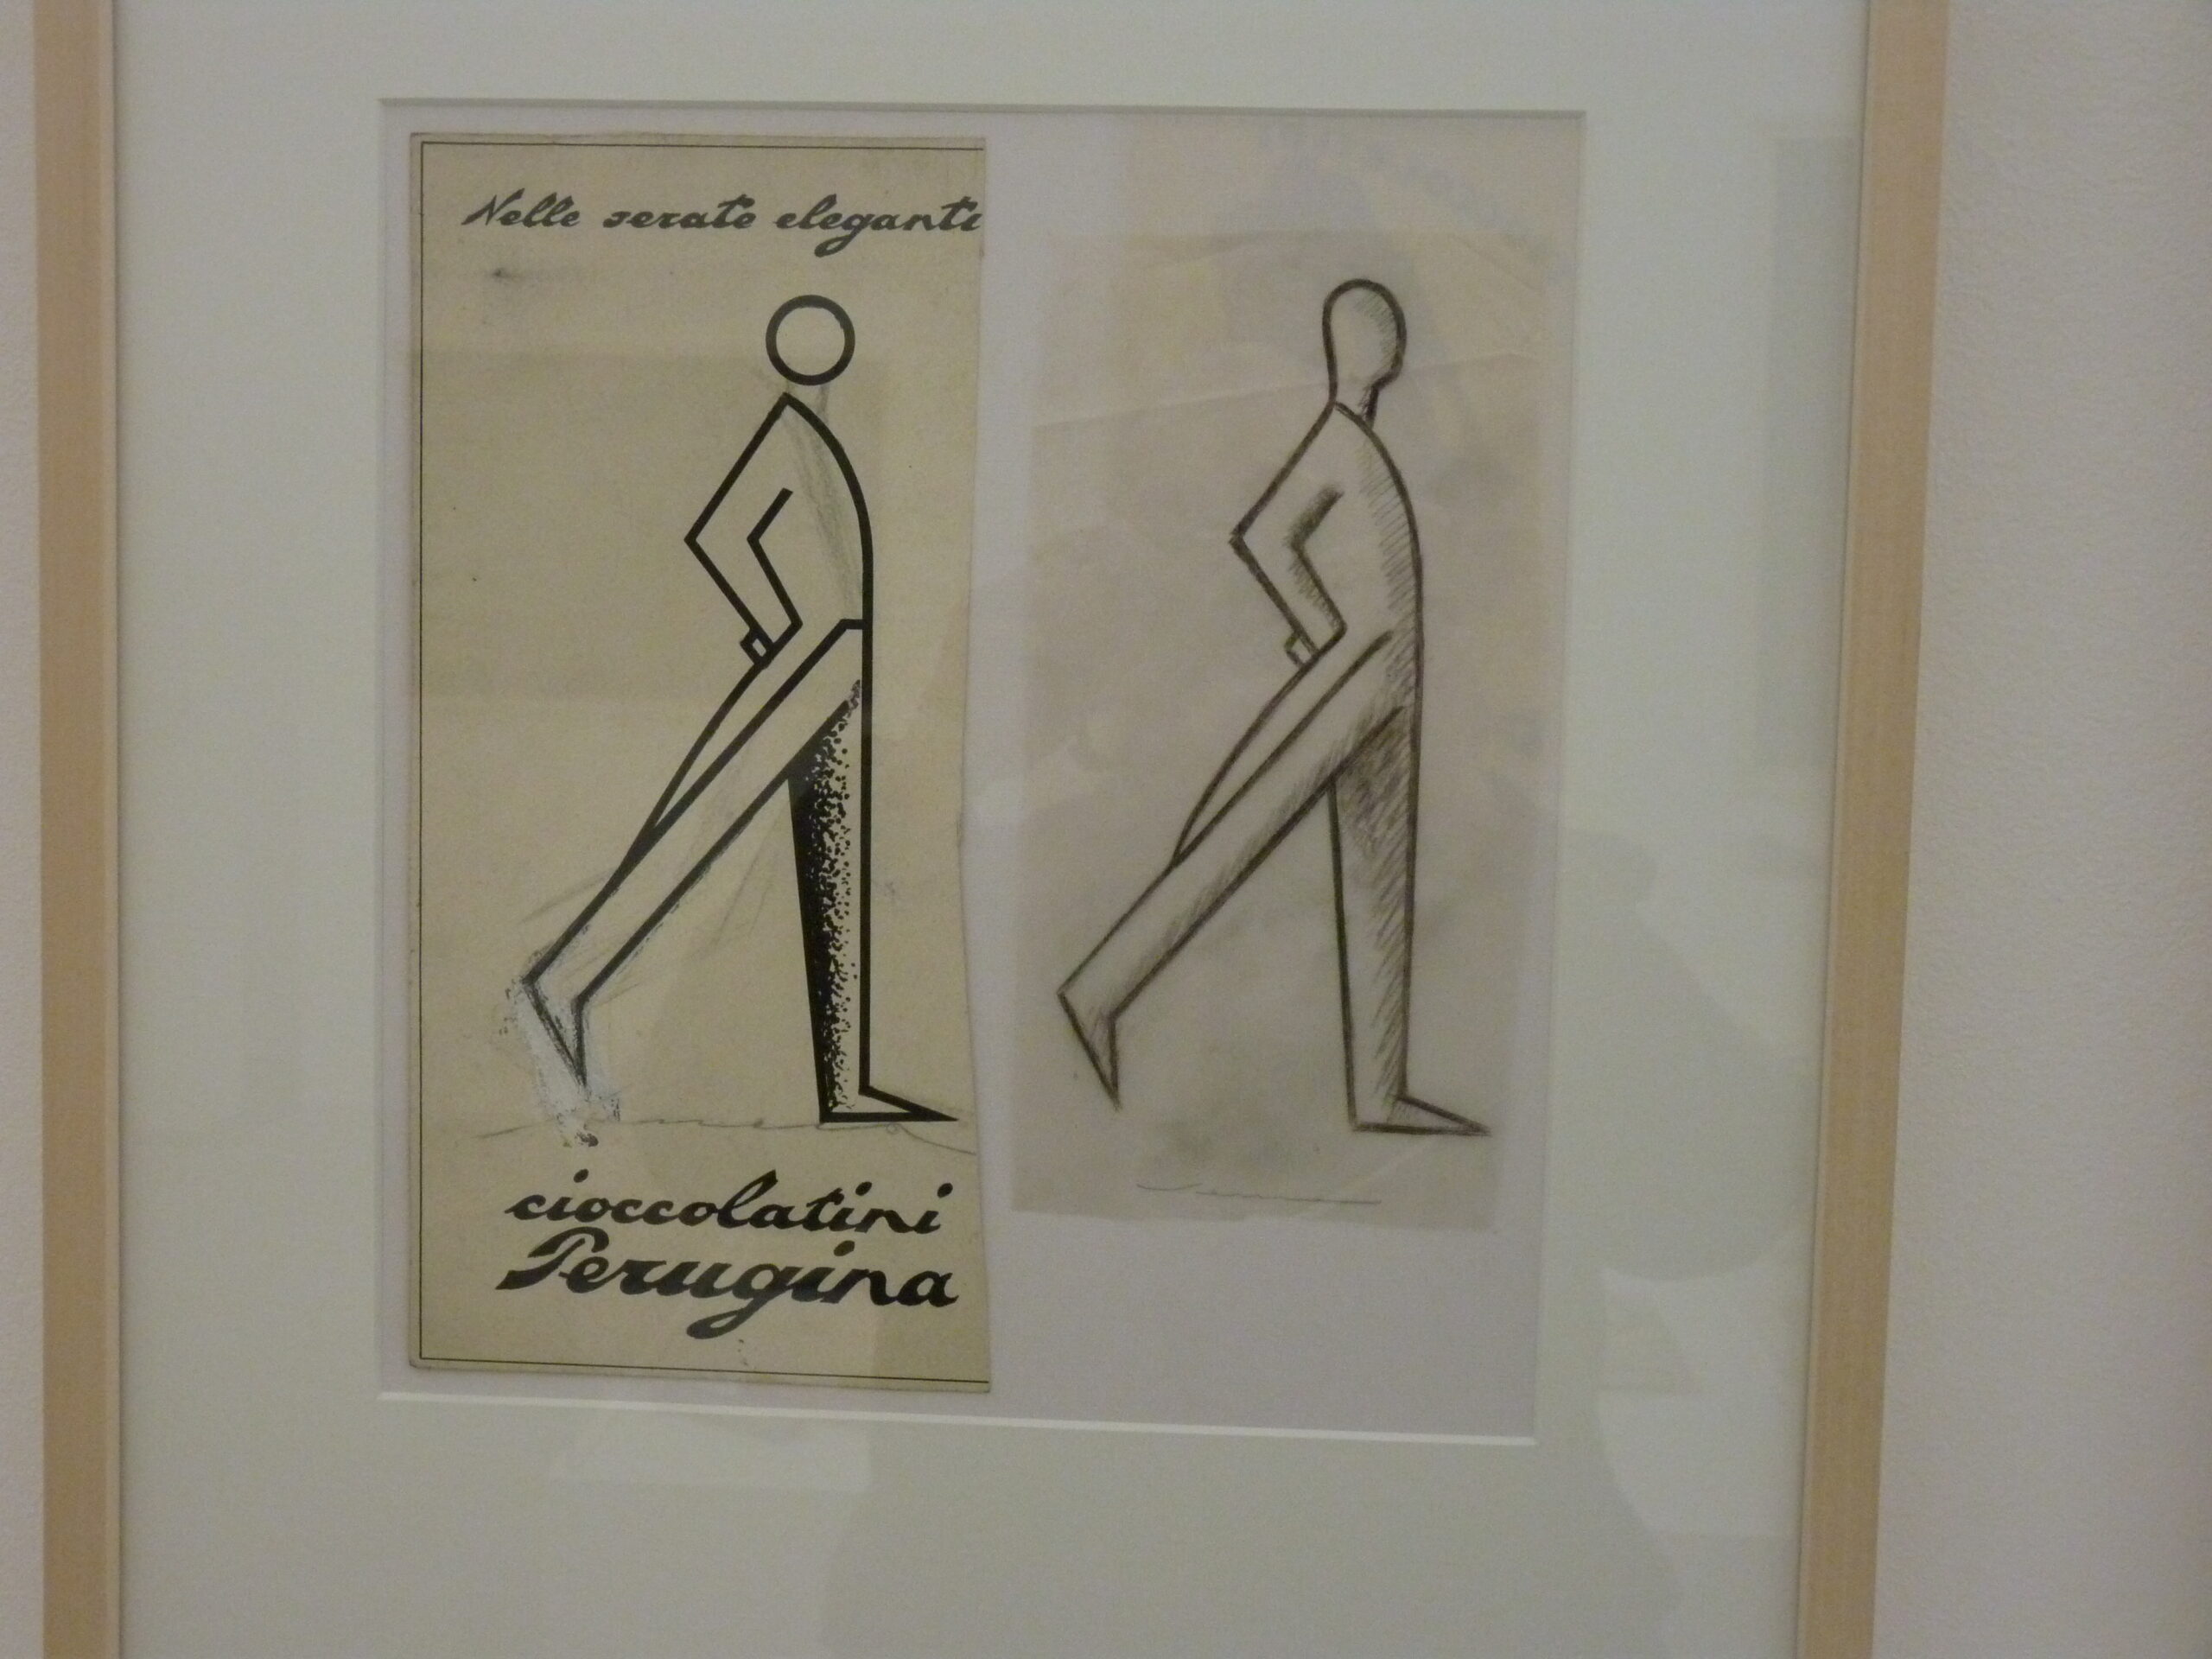 Nelle serate eleganti
cioccolatini
Perugina